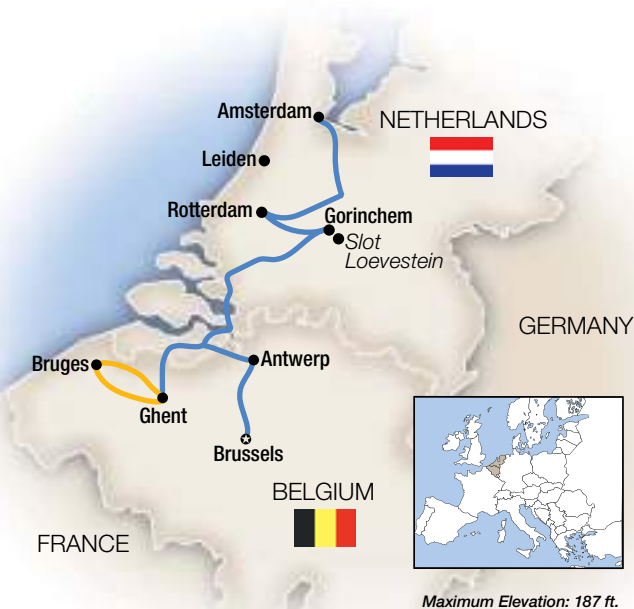 Amsterdam
NETHERLANDS
Leiden
Rotterdam
Gorinchem
Slot
Loevestein
GERMANY
Bruges
Antwerp
Ghent
Brussels
BELGIUM
FRANCE
Maximum Elevation: 187 ft.